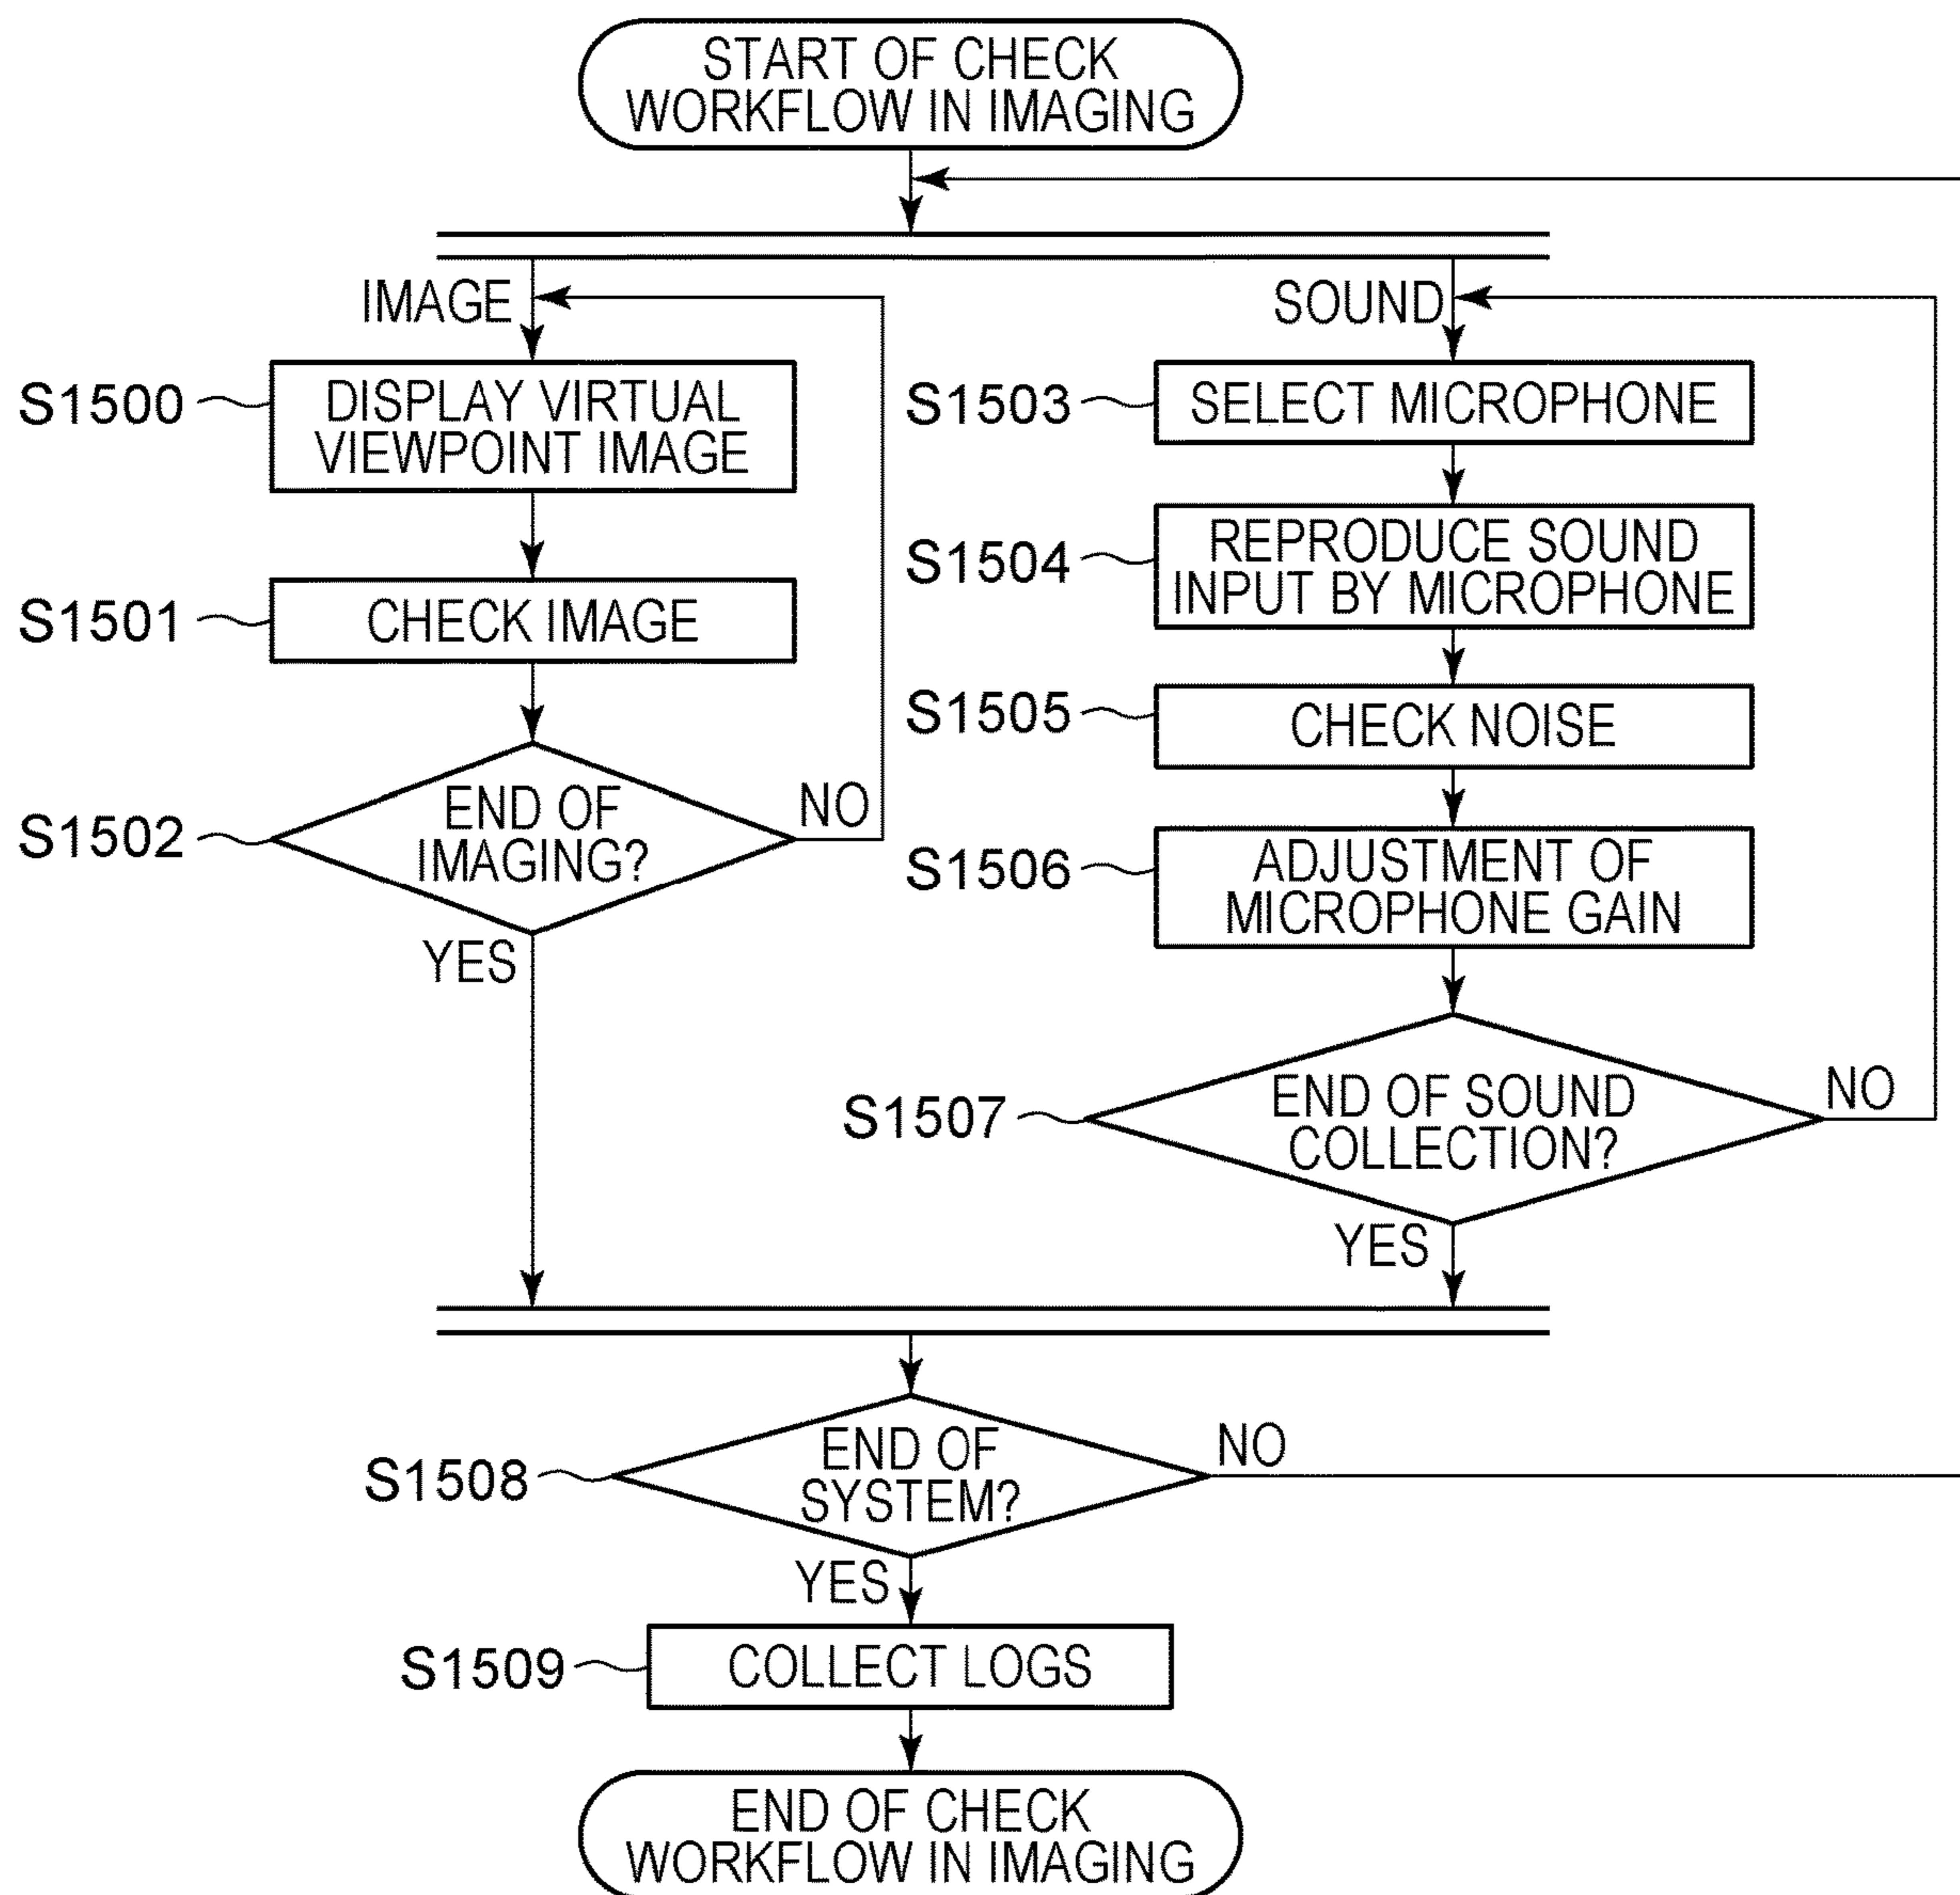 START OF CHECK
WORKFLOW IN IMAGING
IMAGE
S1500
DISPLAY VIRTUAL
VIEWPOINT IMAGE
S1501
CHECK IMAGE
S1502
END OF
IMAGING?
NO
YES
SOUND
S1503
SELECT MICROPHONE
S1504
REPRODUCE SOUND
INPUT BY MICROPHONE
S1505
CHECK NOISE
S1506
ADJUSTMENT OF
MICROPHONE GAIN
S1507
END OF SOUND
COLLECTION?
NO
YES
S1508
END OF
SYSTEM?
NO
YES
S1509
COLLECT LOGS
END OF CHECK
WORKFLOW IN IMAGING